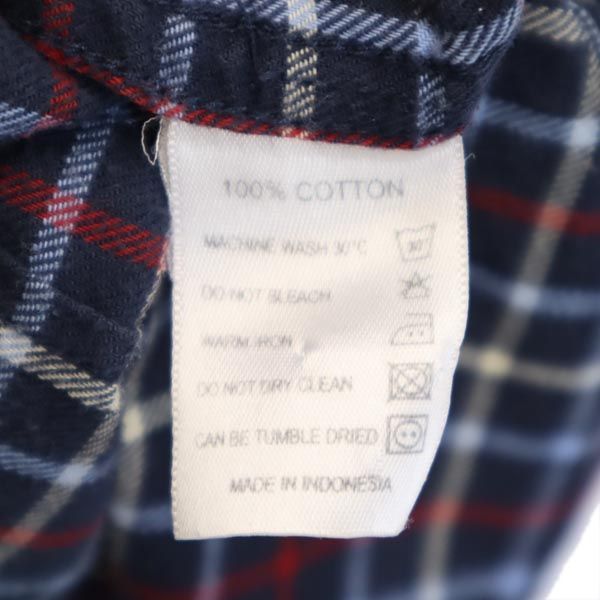 100% COTTON
MACHINE WASH 30°C 30°
DO NOT BLEACH
WARM IRON
DO NOT DRY CLEAN
CAN BE TUMBLE DRIED
MADE IN INDONESIA